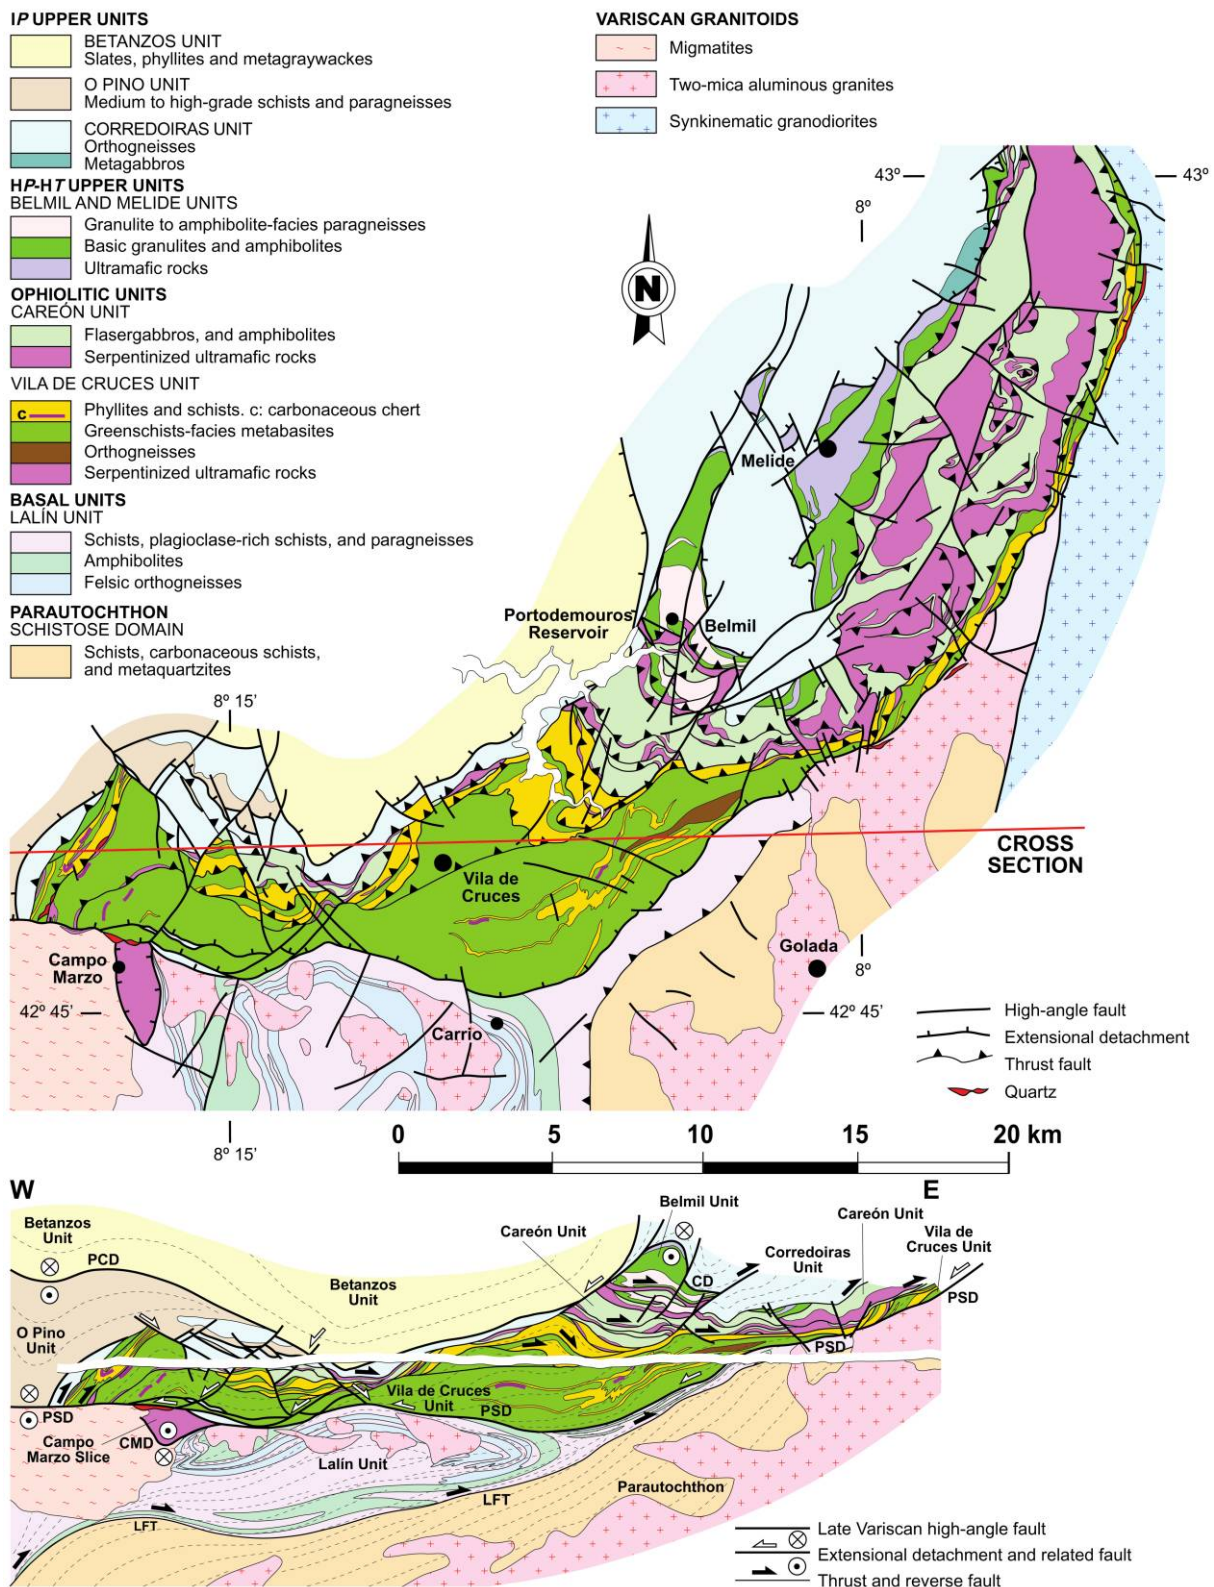 IP UPPER UNITS
BETANZOS UNIT
Slates, phyllites and metagraywackes
O PINO UNIT
Medium to high-grade schists and paragneisses
CORREDOIRAS UNIT
Orthogneisses
Metagabbros
HP-HT UPPER UNITS
BELMIL AND MELIDE UNITS
Granulite to amphibolite-facies paragneisses
Basic granulites and amphibolites
Ultramafic rocks
OPHIOLITIC UNITS
CAREÓN UNIT
Flasergabbros, and amphibolites
Serpentinized ultramafic rocks
VILA DE CRUCES UNIT
c
Phyllites and schists. c: carbonaceous chert
Greenschists-facies metabasites
Orthogneisses
Serpentinized ultramafic rocks
BASAL UNITS
LALÍN UNIT
Schists, plagioclase-rich schists, and paragneisses
Amphibolites
Felsic orthogneisses
PARAUTOCHTHON
SCHISTOSE DOMAIN
Schists, carbonaceous schists,
and metaquartzites
VARISCAN GRANITOIDS
Migmatites
Two-mica aluminous granites
Synkinematic granodiorites
43º
43º
8º
N
Melide
Portodemouros
Reservoir
Belmil
8º 15'
CROSS
SECTION
Vila de
Cruces
Campo
Marzo
Golada
8º
42º 45'
42º 45'
Carrio
High-angle fault
Extensional detachment
Thrust fault
Quartz
8º 15'
0
5
10
15
20 km
W
E
Belmil Unit
Careón Unit
Careón Unit
Betanzos
Unit
PCD
Vila de
Cruces Unit
Corredoiras
Unit
CD
Betanzos
Unit
PSD
O Pino
Unit
PSD
Vila de Cruces
Unit
PSD
PSD
Campo
Marzo Slice
CMD
Lalín Unit
Parautochthon
LFT
LFT
Late Variscan high-angle fault
Extensional detachment and related fault
Thrust and reverse fault